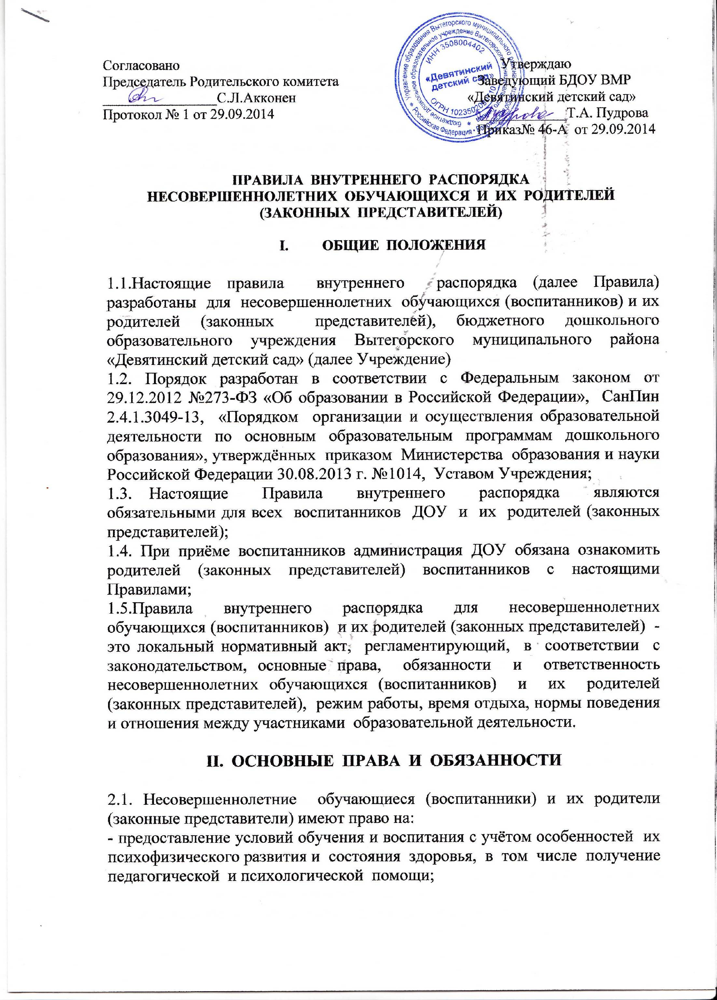 Согласовано
Председатель Родительского комитета
_________________С.Л.Акконен
Протокол № 1 от 29.09.2014
Утверждаю
Заведующий БДОУ ВМР
«Девятинский детский сад»
Т.А. Пудрова
Приказ№ 46-А от 29.09.2014
Управление образования Вытегорского муниципального района
Российская Федерация • Вологодская область
бюджетное дошкольное образовательное учреждение Вытегорского муниципального района
ИНН 3508004402
«Девятинский
детский сад»
ОГРН
ПРАВИЛА ВНУТРЕННЕГО РАСПОРЯДКА
НЕСОВЕРШЕННОЛЕТНИХ ОБУЧАЮЩИХСЯ И ИХ РОДИТЕЛЕЙ
(ЗАКОННЫХ ПРЕДСТАВИТЕЛЕЙ)
I. ОБЩИЕ ПОЛОЖЕНИЯ
1.1.Настоящие правила внутреннего распорядка (далее Правила)
разработаны для несовершеннолетних обучающихся (воспитанников) и их
родителей (законных представителей), бюджетного дошкольного
образовательного учреждения Вытегорского муниципального района
«Девятинский детский сад» (далее Учреждение)
1.2. Порядок разработан в соответствии с Федеральным законом от
29.12.2012 №273-ФЗ «Об образовании в Российской Федерации», СанПин
2.4.1.3049-13, «Порядком организации и осуществления образовательной
деятельности по основным образовательным программам дошкольного
образования», утверждённых приказом Министерства образования и науки
Российской Федерации 30.08.2013 г. №1014, Уставом Учреждения;
1.3. Настоящие Правила внутреннего распорядка являются
обязательными для всех воспитанников ДОУ и их родителей (законных
представителей);
1.4. При приёме воспитанников администрация ДОУ обязана ознакомить
родителей (законных представителей) воспитанников с настоящими
Правилами;
1.5.Правила внутреннего распорядка для несовершеннолетних
обучающихся (воспитанников) и их родителей (законных представителей) -
это локальный нормативный акт, регламентирующий, в соответствии с
законодательством, основные права, обязанности и ответственность
несовершеннолетних обучающихся (воспитанников) и их родителей
(законных представителей), режим работы, время отдыха, нормы поведения
и отношения между участниками образовательной деятельности.
II. ОСНОВНЫЕ ПРАВА И ОБЯЗАННОСТИ
2.1. Несовершеннолетние обучающиеся (воспитанники) и их родители
(законные представители) имеют право на:
- предоставление условий обучения и воспитания с учётом особенностей их
психофизического развития и состояния здоровья, в том числе получение
педагогической и психологической помощи;